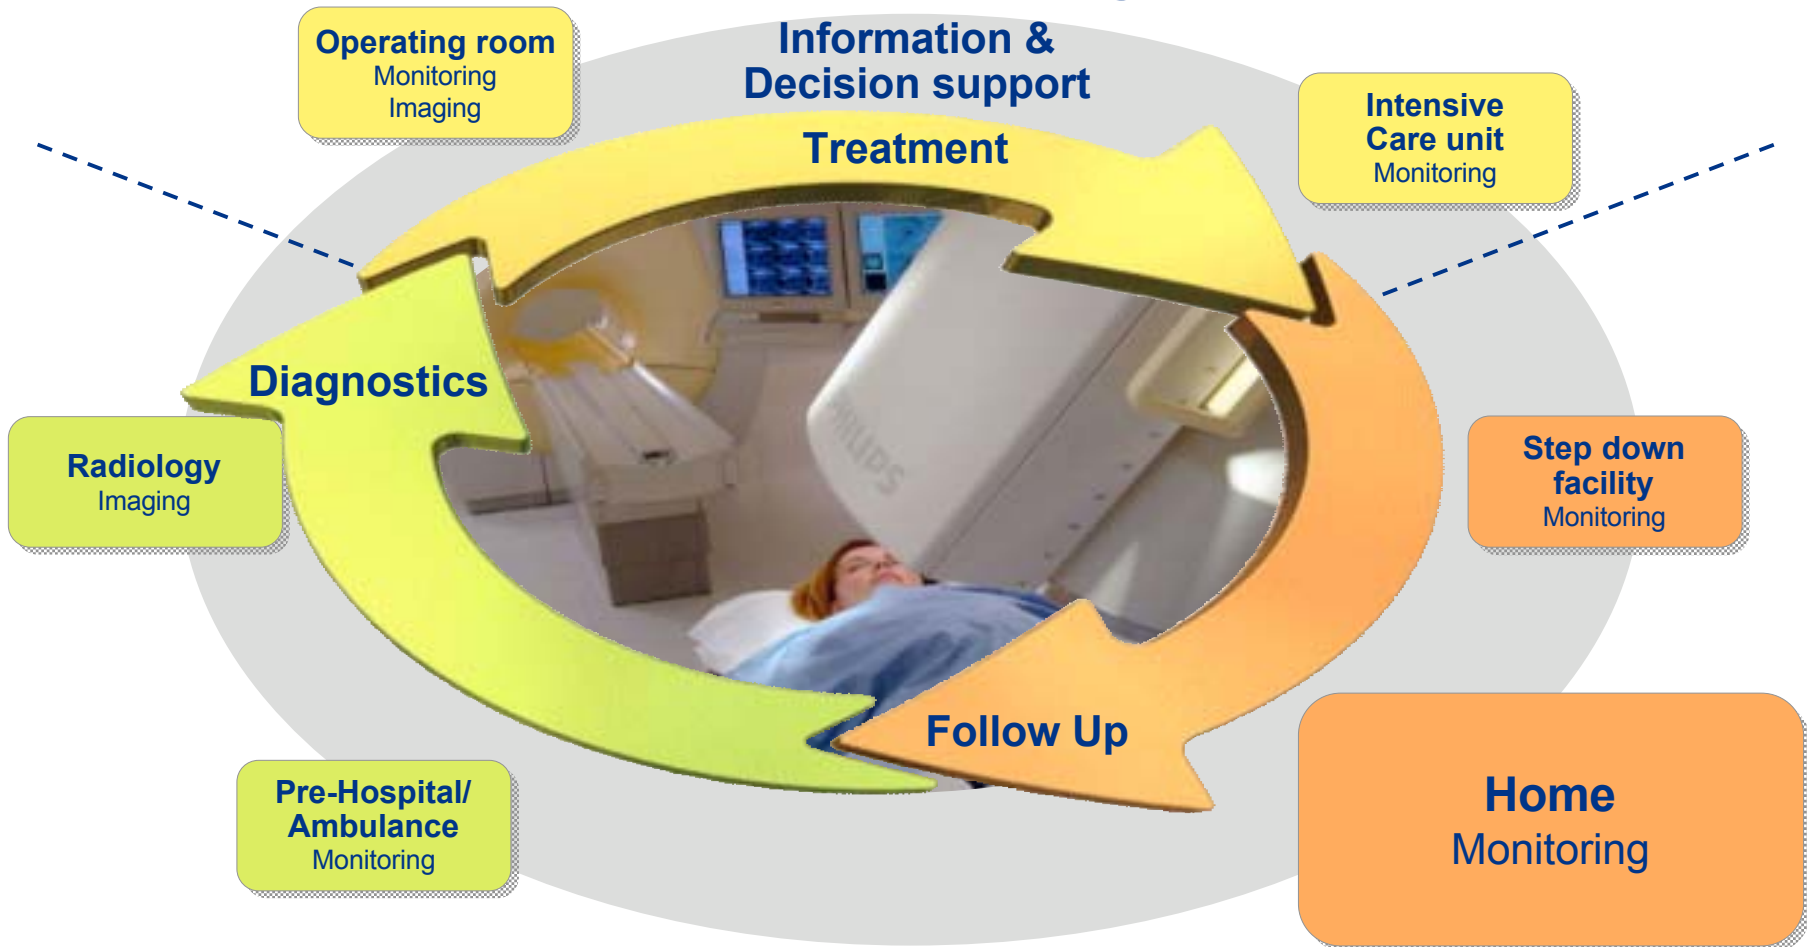 Information &
Decision support
Operating room
Monitoring
Imaging
Treatment
Intensive
Care unit
Monitoring
Diagnostics
Radiology
Imaging
PHILIPS
Step down
facility
Monitoring
Follow Up
Pre-Hospital/
Ambulance
Monitoring
Home
Monitoring